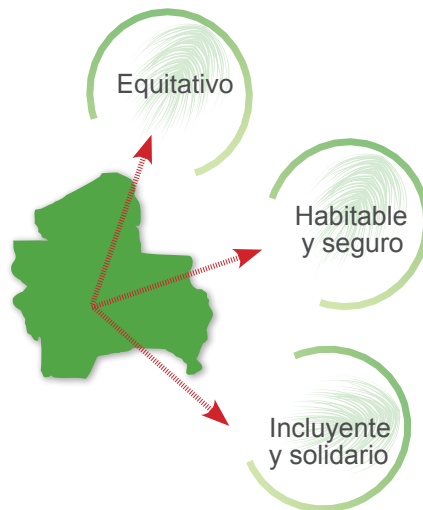 Equitativo
Habitable
y seguro
Incluyente
y solidario